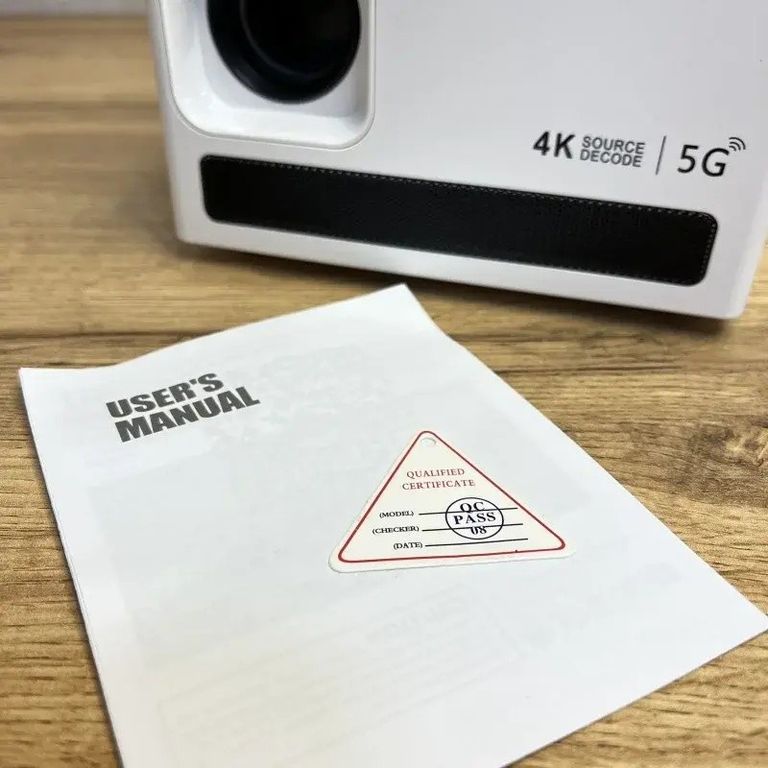 4K SOURCE DECODE | 5G
USER'S
MANUAL
QUALIFIED
CERTIFICATE
(MODEL)
(CHECKER)
(DATE)
QC
PASS
08